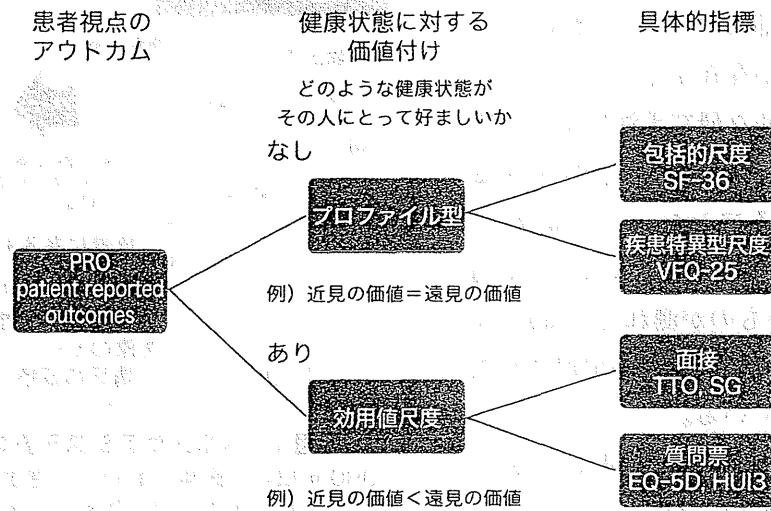 患者視点の
アウトカム
健康状態に対する
価値付け
どのような健康状態が
その人にとって好ましいか
具体的指標
なし
包括的尺度
SF-36
プロファイル型
疾患特異型尺度
VFQ-25
例）近見の価値＝遠見の価値
PRO
patient reported
outcomes
あり
面接
TTO, SG
効用値尺度
質問票
EQ-5D, HUI3
例）近見の価値＜遠見の価値